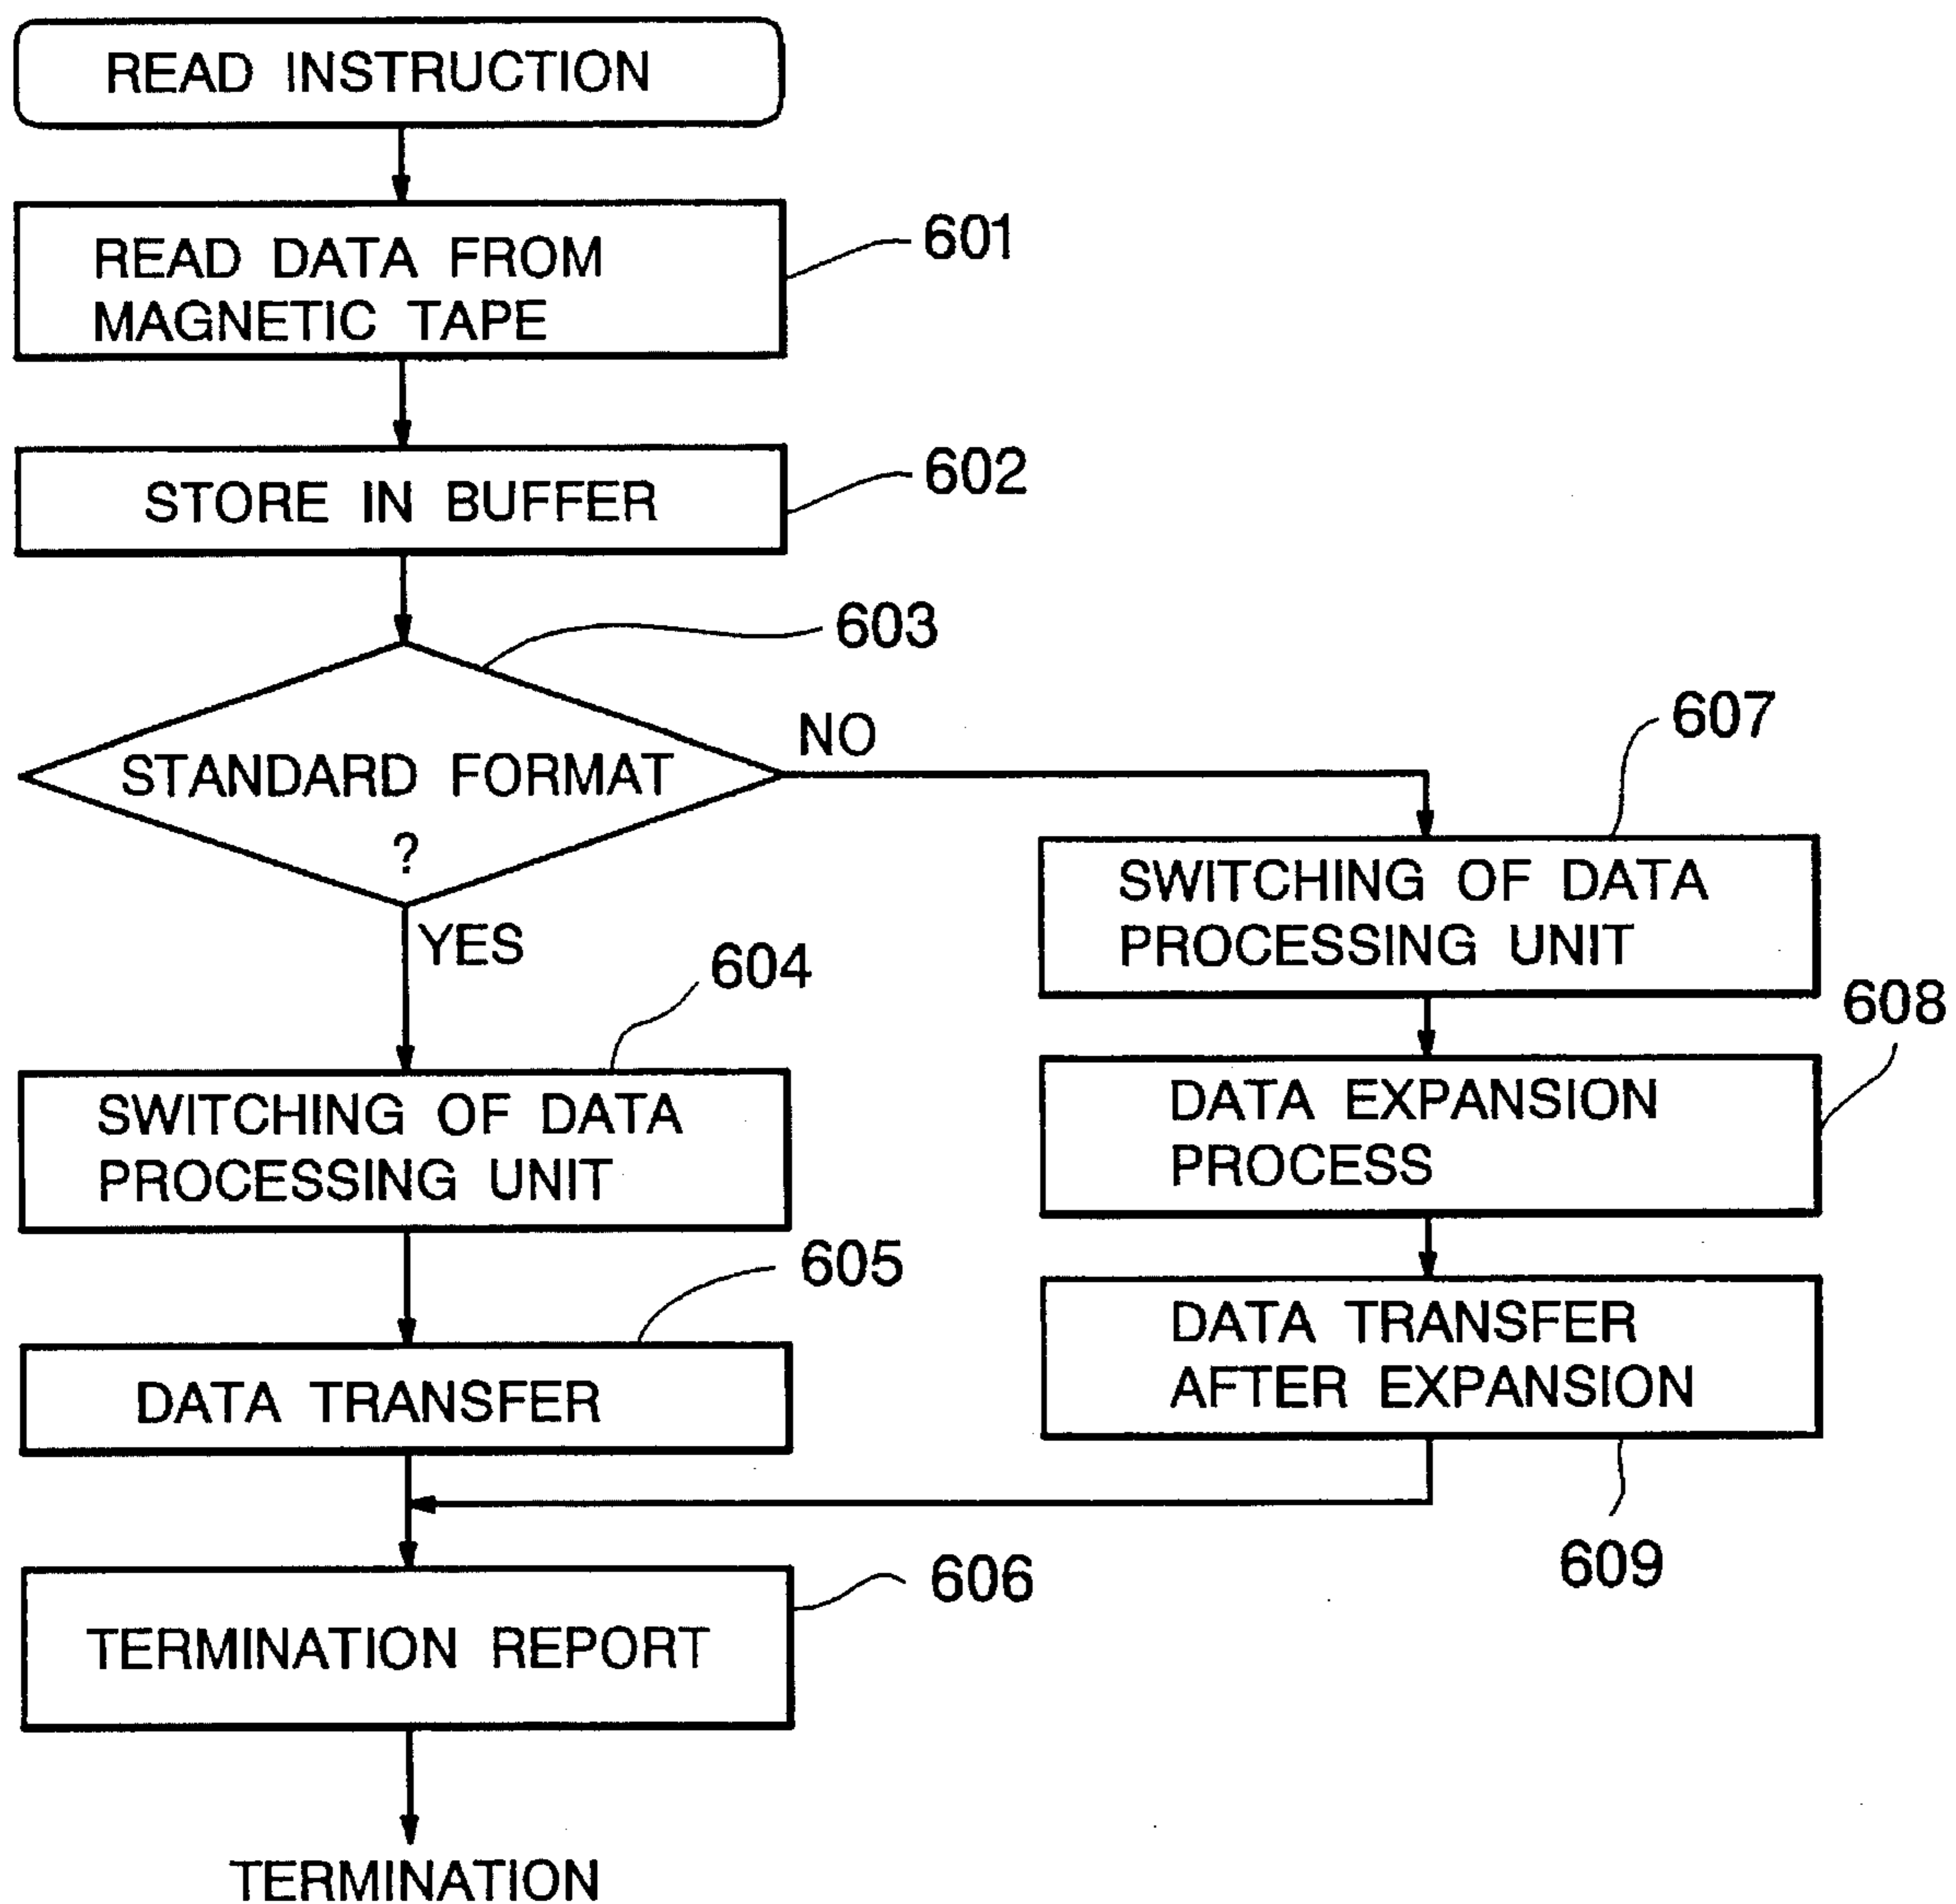 READ INSTRUCTION
READ DATA FROM
MAGNETIC TAPE
601
STORE IN BUFFER
602
603
STANDARD FORMAT
?
NO
YES
604
SWITCHING OF DATA
PROCESSING UNIT
605
DATA TRANSFER
607
SWITCHING OF DATA
PROCESSING UNIT
608
DATA EXPANSION
PROCESS
DATA TRANSFER
AFTER EXPANSION
609
606
TERMINATION REPORT
TERMINATION